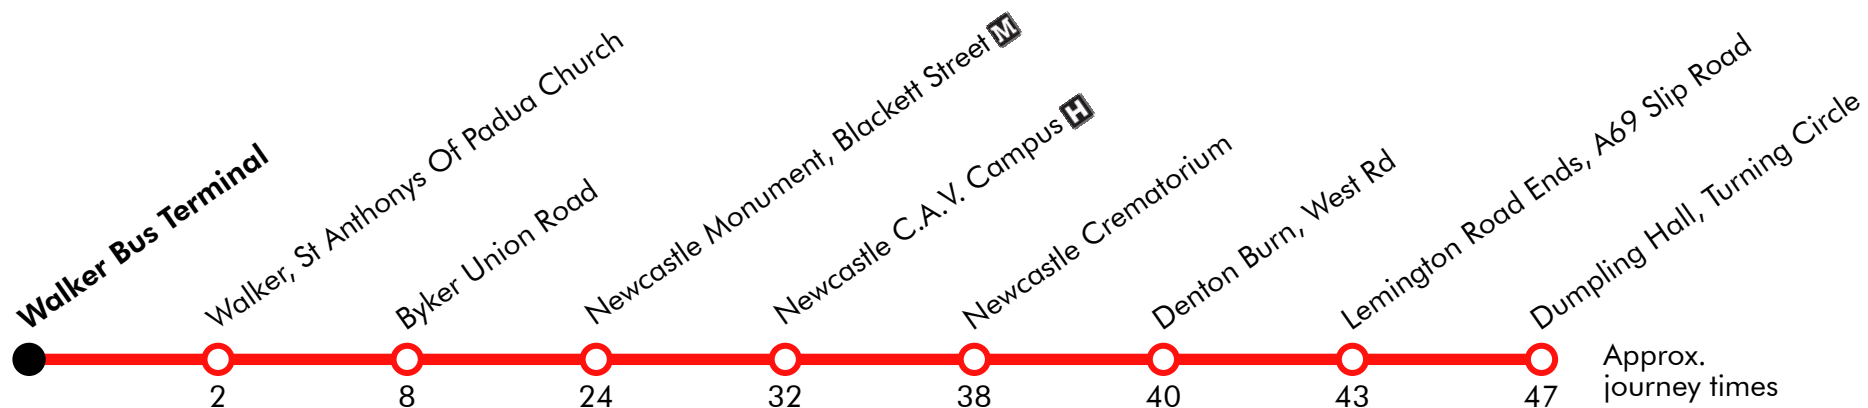 Walker Bus Terminal
Walker, St Anthonys Of Padua Church
Byker Union Road
Newcastle Monument, Blackett Street M
Newcastle C.A.V. Campus H
Newcastle Crematorium
Denton Burn, West Rd
Lemington Road Ends, A69 Slip Road
Dumpling Hall, Turning Circle
2 8 24 32 38 40 43 47
Approx.
journey times